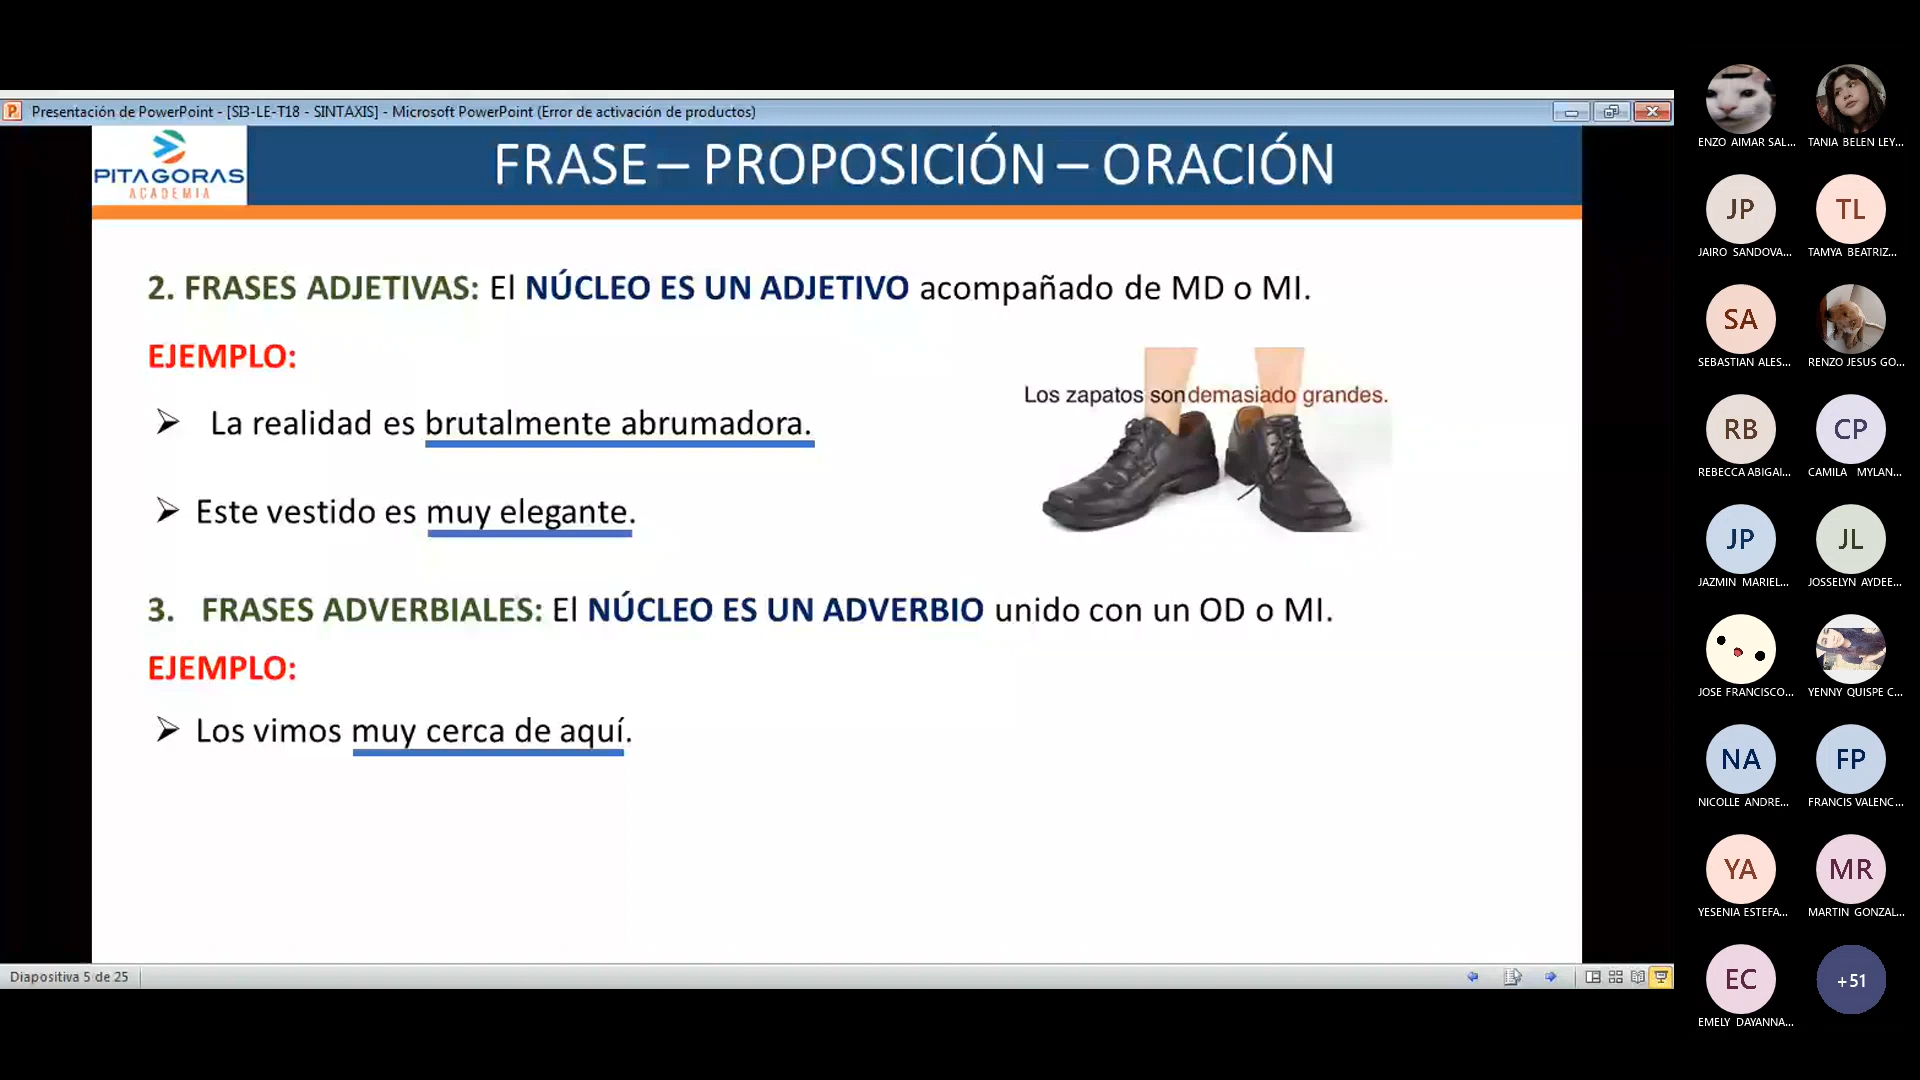 Presentación de PowerPoint - [SI3-LE-T18 - SINTAXIS] - Microsoft PowerPoint (Error de activación de productos)
PITAGORAS
ACADEMIA
FRASE – PROPOSICIÓN – ORACIÓN
2. FRASES ADJETIVAS: El NÚCLEO ES UN ADJETIVO acompañado de MD o MI.
EJEMPLO:
La realidad es brutalmente abrumadora.
Los zapatos son demasiado grandes.
Este vestido es muy elegante.
3. FRASES ADVERBIALES: El NÚCLEO ES UN ADVERBIO unido con un OD o MI.
EJEMPLO:
Los vimos muy cerca de aquí.
Diapositiva 5 de 25
ENZO AIMAR SAL...
TANIA BELEN LEY...
JP
TL
JAIRO SANDOVA...
TAMYA BEATRIZ...
SA
SEBASTIAN ALES...
RENZO JESUS GO...
RB
CP
REBECCA ABIGAI...
CAMILA MYLAN...
JP
JL
JAZMIN MARIEL...
JOSSELYN AYDEE...
JOSE FRANCISCO...
YENNY QUISPE C...
NA
FP
NICOLLE ANDRE...
FRANCIS VALENC...
YA
MR
YESENIA ESTEFA...
MARTIN GONZAL...
EC
+51
EMELY DAYANNA...